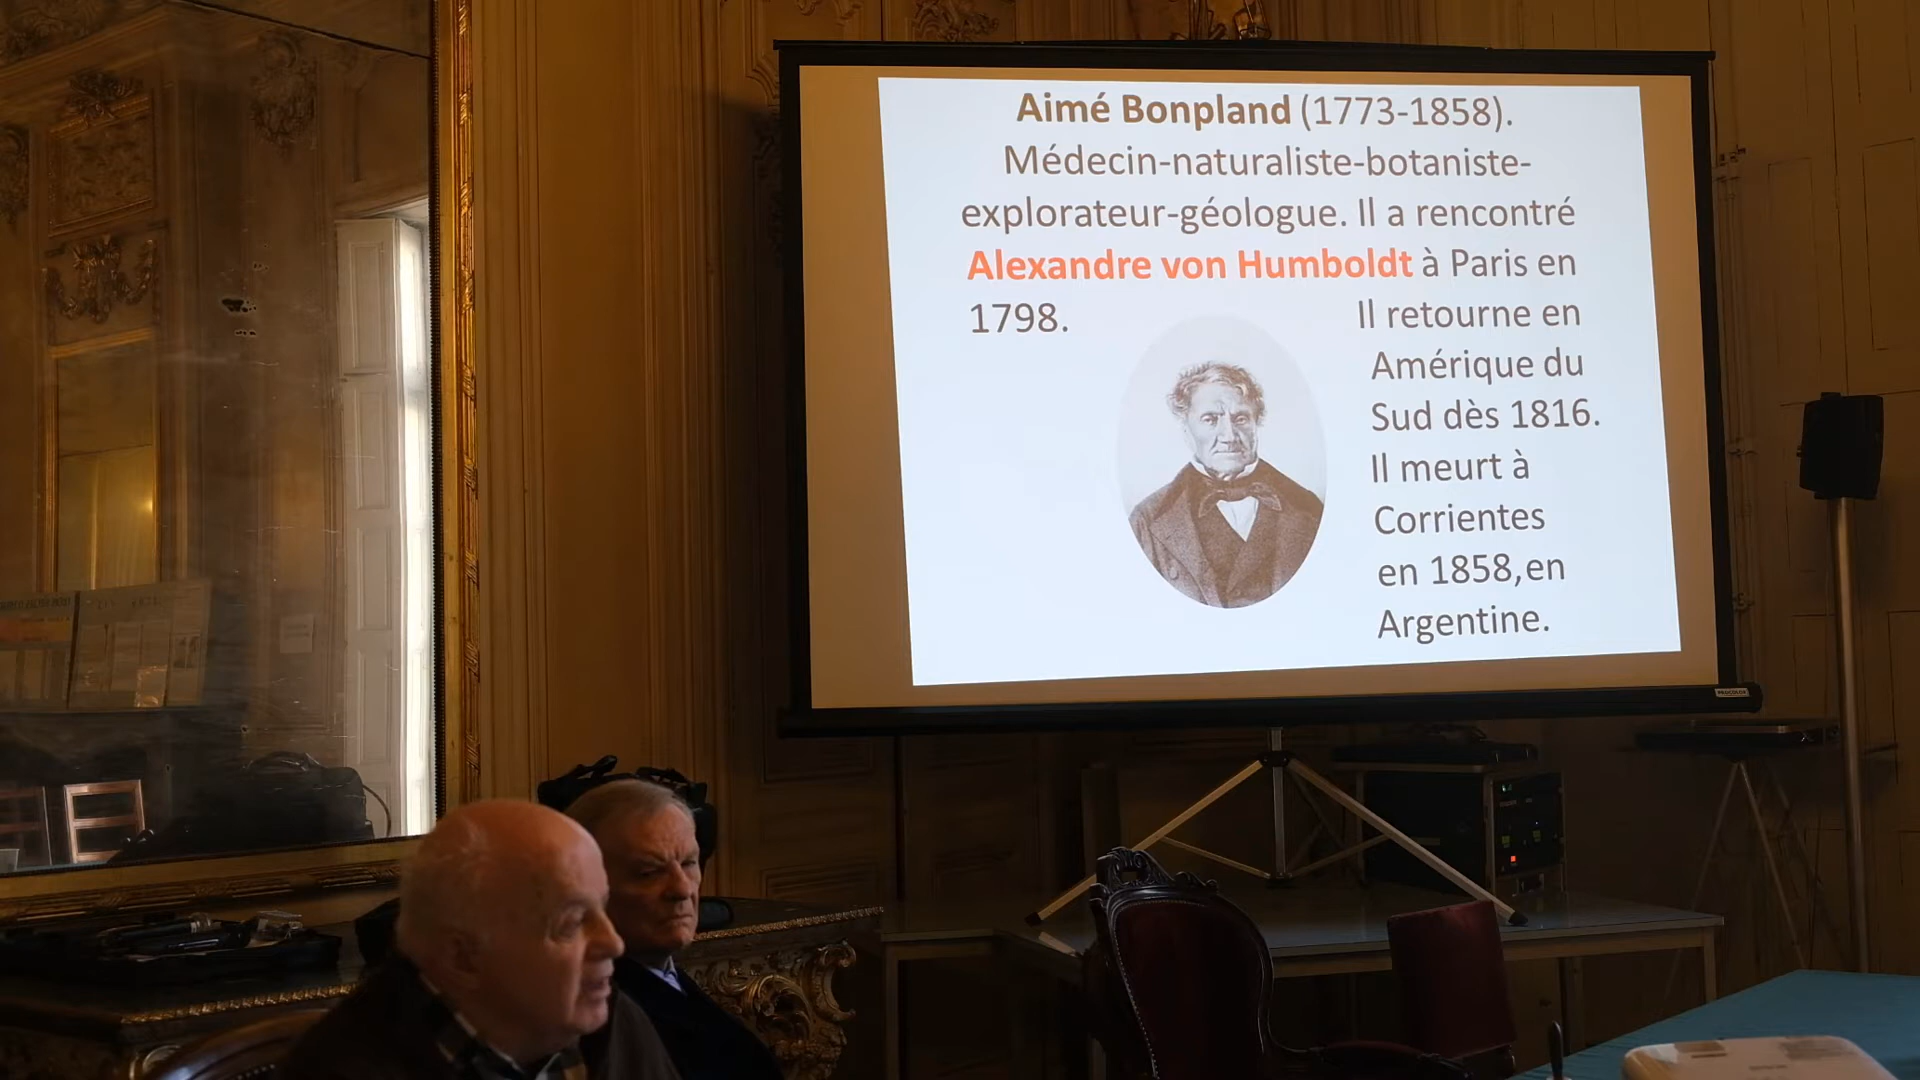 Aimé Bonpland (1773-1858).
Médecin-naturaliste-botaniste-
explorateur-géologue. Il a rencontré
Alexandre von Humboldt à Paris en
1798.
Il retourne en
Amérique du
Sud dès 1816.
Il meurt à
Corrientes
en 1858,en
Argentine.
PROCOLOR